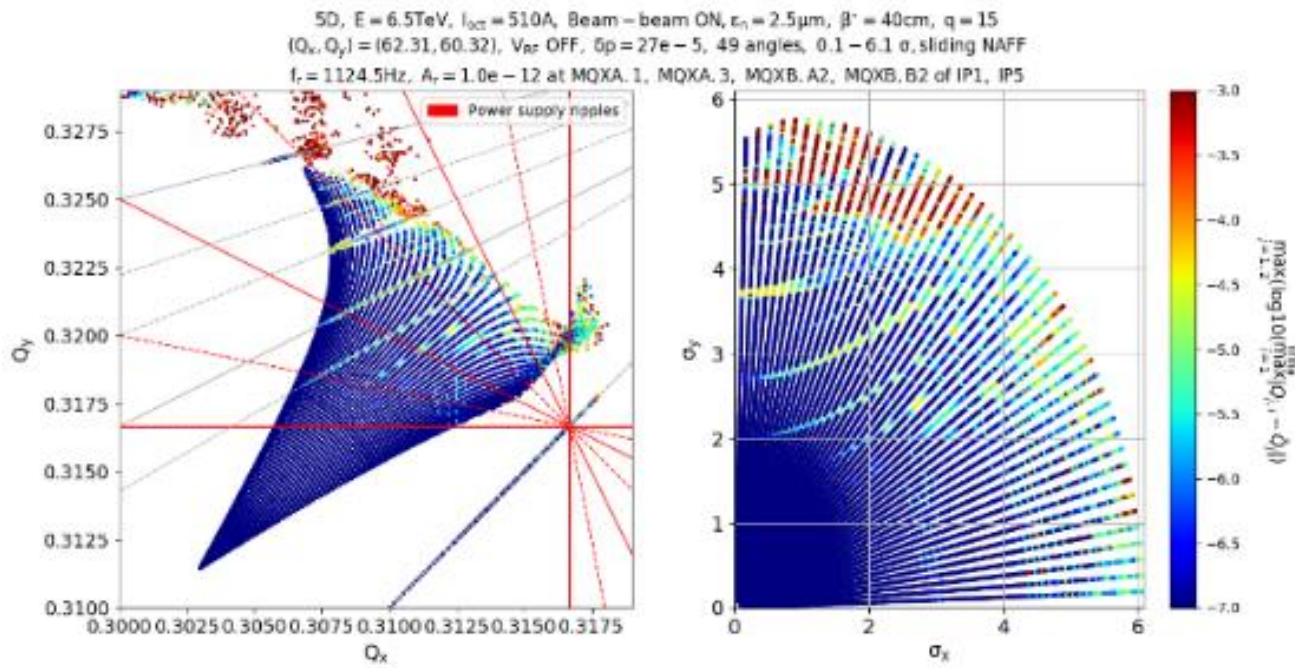 5D, E = 6.5TeV, I_oct = 510A, Beam − beam ON, ε_n = 2.5μm, β* = 40cm, q = 15
(Q_x, Q_y) = (62.31, 60.32), V_RF OFF, δp = 27e − 5, 49 angles, 0.1 − 6.1 σ, sliding NAFF
f_r = 1124.5Hz, A_r = 1.0e − 12 at MQXA.1, MQXA.3, MQXB.A2, MQXB.B2 of IP1, IP5
Power supply ripples
0.3275
0.3250
0.3225
0.3200
0.3175
0.3150
0.3125
0.3100
Q_y
0.3000 0.3025 0.3050 0.3075 0.3100 0.3125 0.3150 0.3175
Q_x
6
5
4
3
2
1
0
σ_y
0 2 4 6
σ_x
−3.0
−3.5
−4.0
−4.5
−5.0
−5.5
−6.0
−6.5
−7.0
max(log10(max|Q